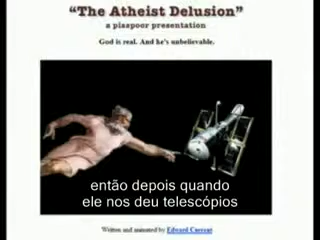 "The Atheist Delusion"
a piaspoor presentation
God is real. And he's unbelievable.
então depois quando
ele nos deu telescópios
Written and animated by Edward Current